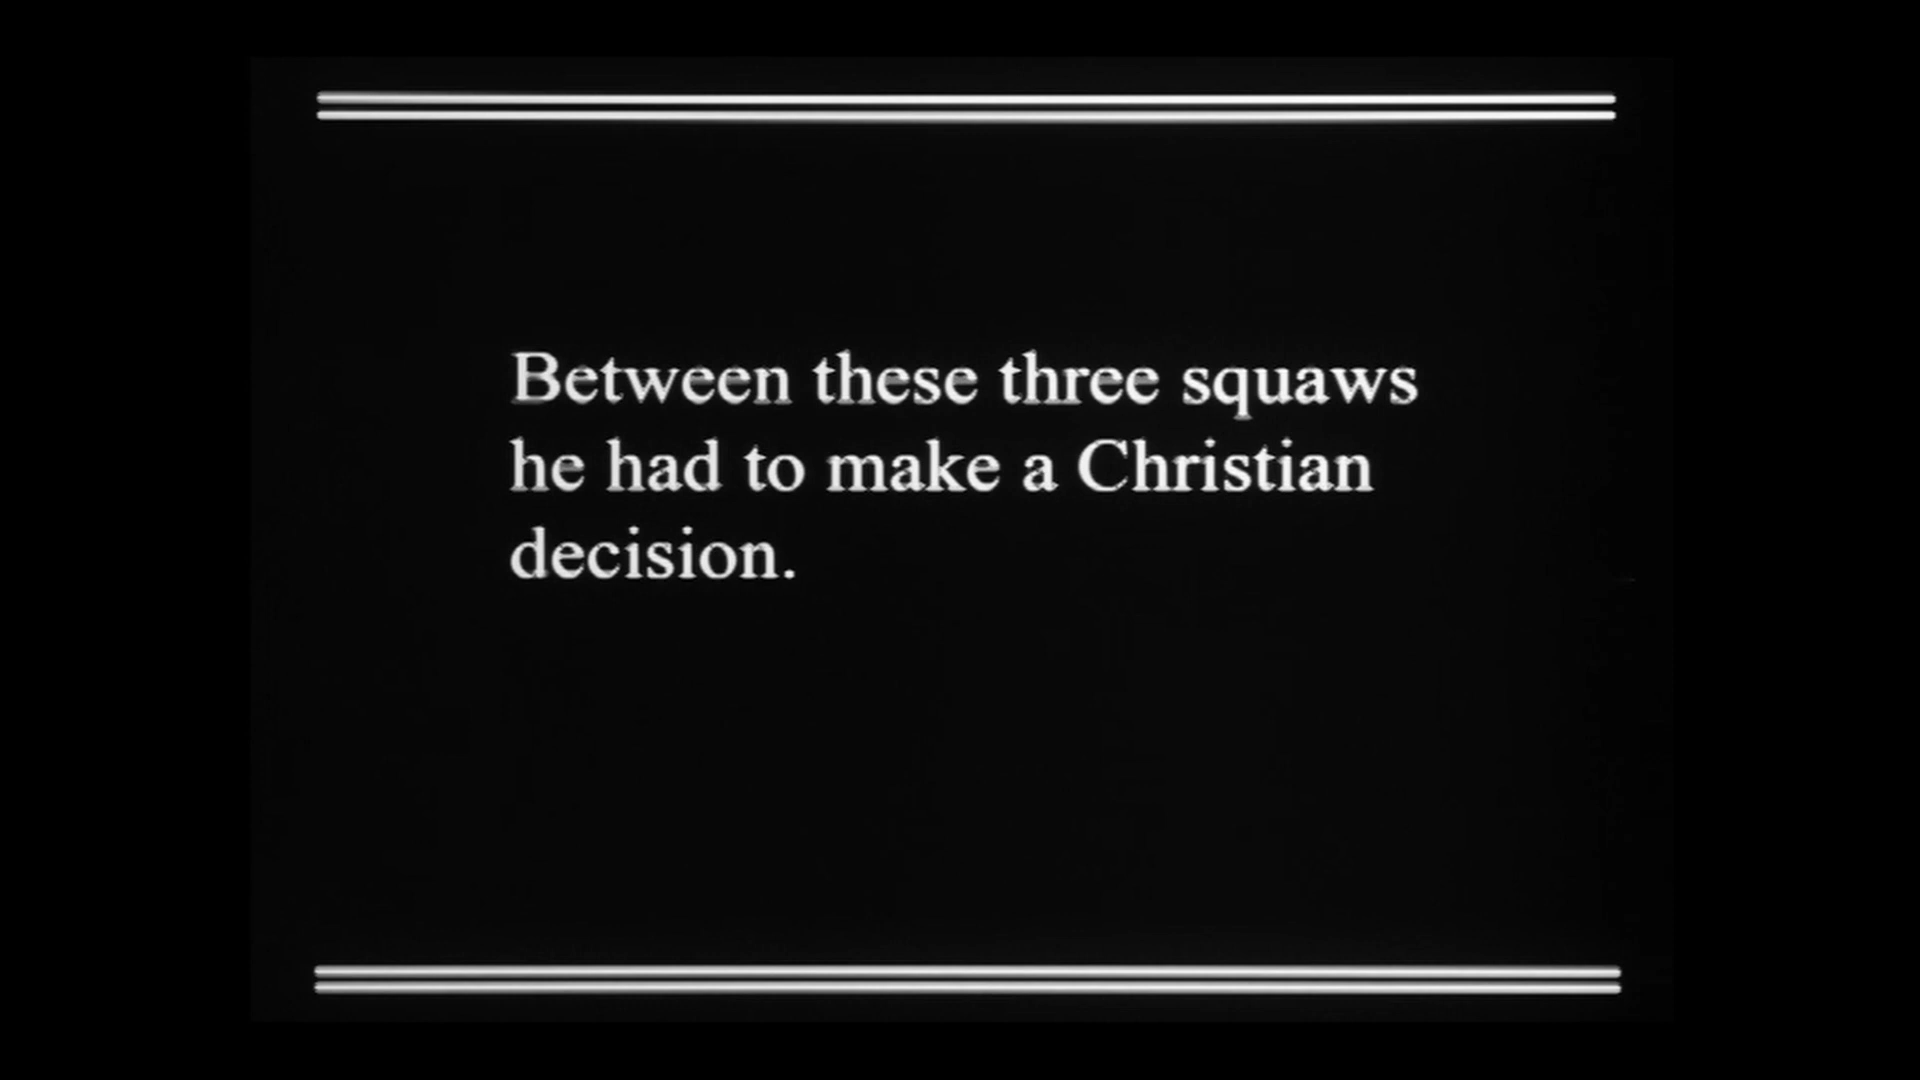 Between these three squaws
he had to make a Christian
decision.